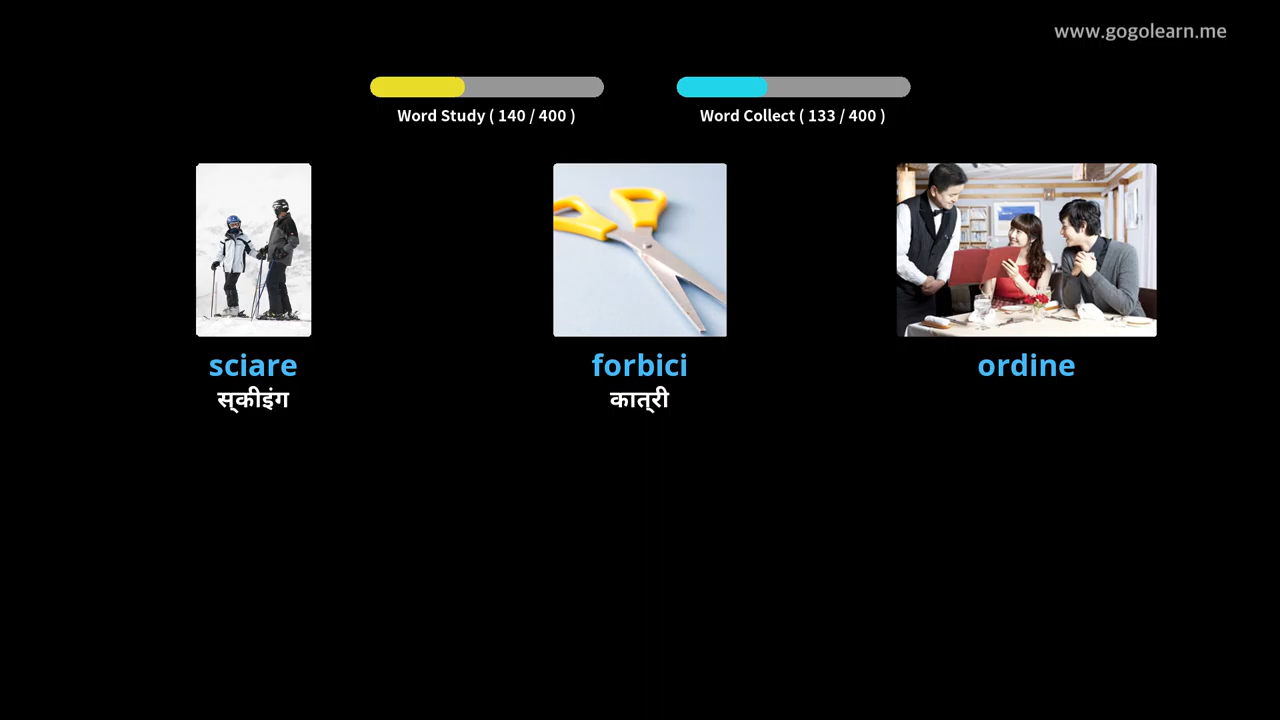 www.gogolearn.me
Word Study ( 140 / 400 )
Word Collect ( 133 / 400 )
sciare
स्कीइंग
forbici
कात्री
ordine